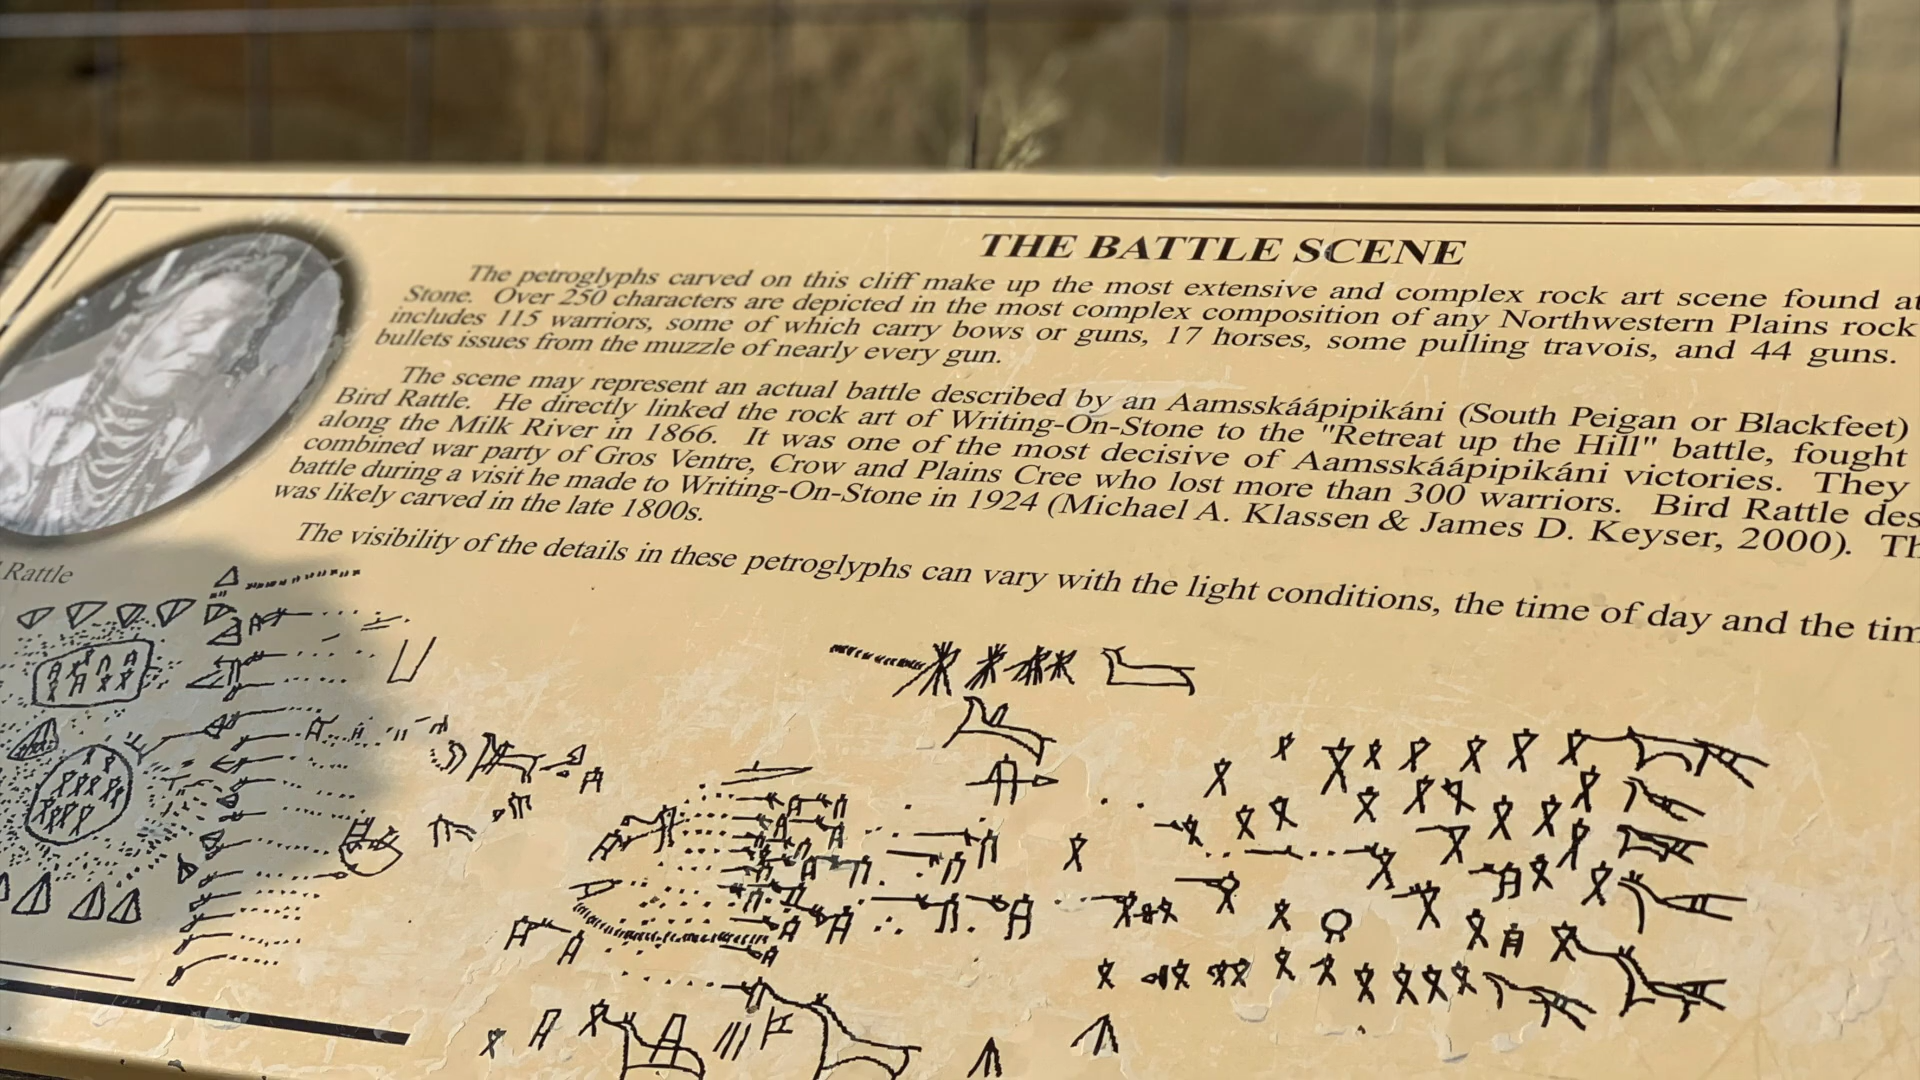 THE BATTLE SCENE
The petroglyphs carved on this cliff make up the most extensive and complex rock art scene found at
Stone. Over 250 characters are depicted in the most complex composition of any Northwestern Plains rock
includes 115 warriors, some of which carry bows or guns, 17 horses, some pulling travois, and 44 guns.
bullets issues from the muzzle of nearly every gun.
The scene may represent an actual battle described by an Aamsskáápipikáni (South Peigan or Blackfeet)
Bird Rattle. He directly linked the rock art of Writing-On-Stone to the "Retreat up the Hill" battle, fought
along the Milk River in 1866. It was one of the most decisive of Aamsskáápipikáni victories. They
combined war party of Gros Ventre, Crow and Plains Cree who lost more than 300 warriors. Bird Rattle des
battle during a visit he made to Writing-On-Stone in 1924 (Michael A. Klassen & James D. Keyser, 2000). Th
was likely carved in the late 1800s.
The visibility of the details in these petroglyphs can vary with the light conditions, the time of day and the tim
Rattle